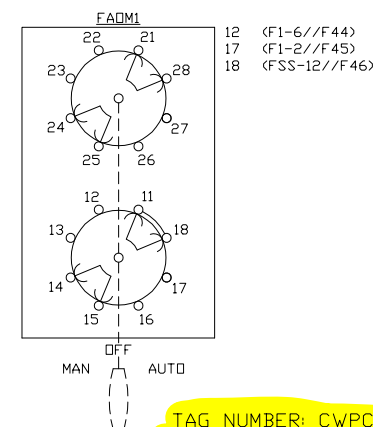 FADM1
12 (F1-6//F44)
17 (F1-2//F45)
18 (FSS-12//F46)
22 21
23 28
24 27
25 26
12 11
13 18
14 17
15 16
OFF
MAN AUTO
TAG NUMBER: CWPC